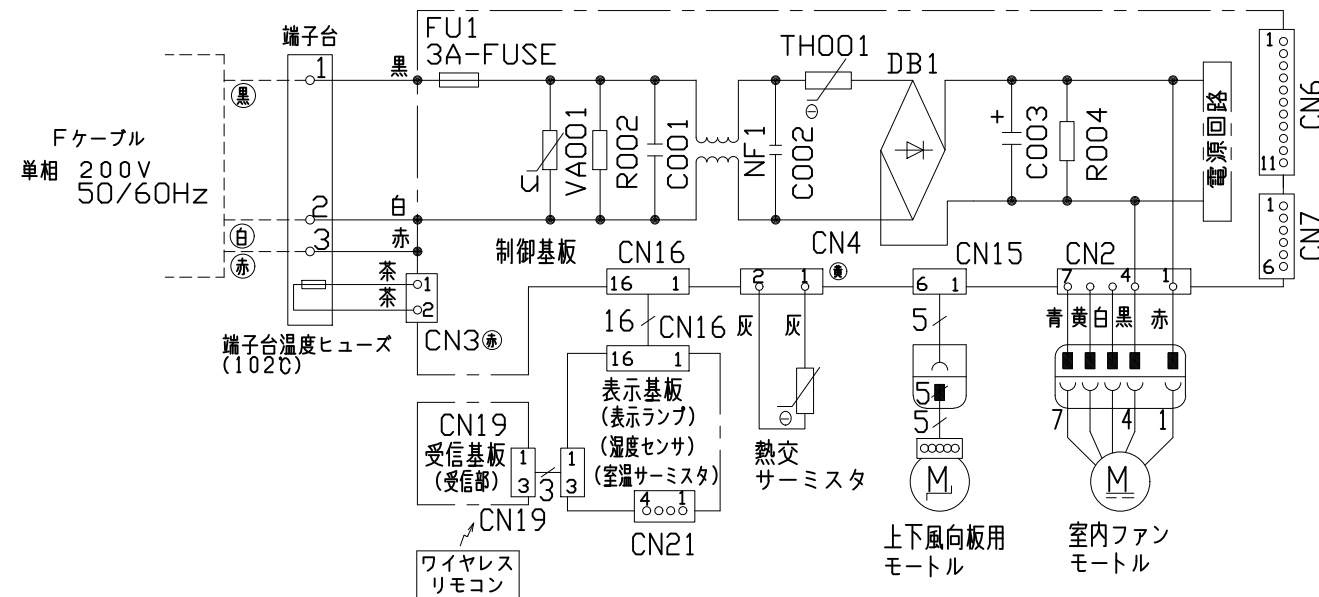 端子台
1
黒
FU1
3A-FUSE
TH001
DB1
黒
Fケーブル
単相 200V
50/60Hz
VA001
R002
C001
NF1
C002
+
C003
R004
電源回路
1
11
CN6
2
白
白
3
赤
赤
制御基板
CN16
CN4
黄
CN15
CN2
1
6
CN7
茶
1
茶
2
CN3
赤
端子台温度ヒューズ
(102℃)
16 1
2 1
6 1
7 4 1
16
CN16
灰 灰
5
青 黄 白 黒 赤
16 1
表示基板
(表示ランプ)
(湿度センサ)
(室温サーミスタ)
4 1
CN21
CN19
受信基板
(受信部)
1
3
3
1
3
CN19
ワイヤレス
リモコン
熱交
サーミスタ
5
5
M
上下風向板用
モートル
7 4 1
M
室内ファン
モートル